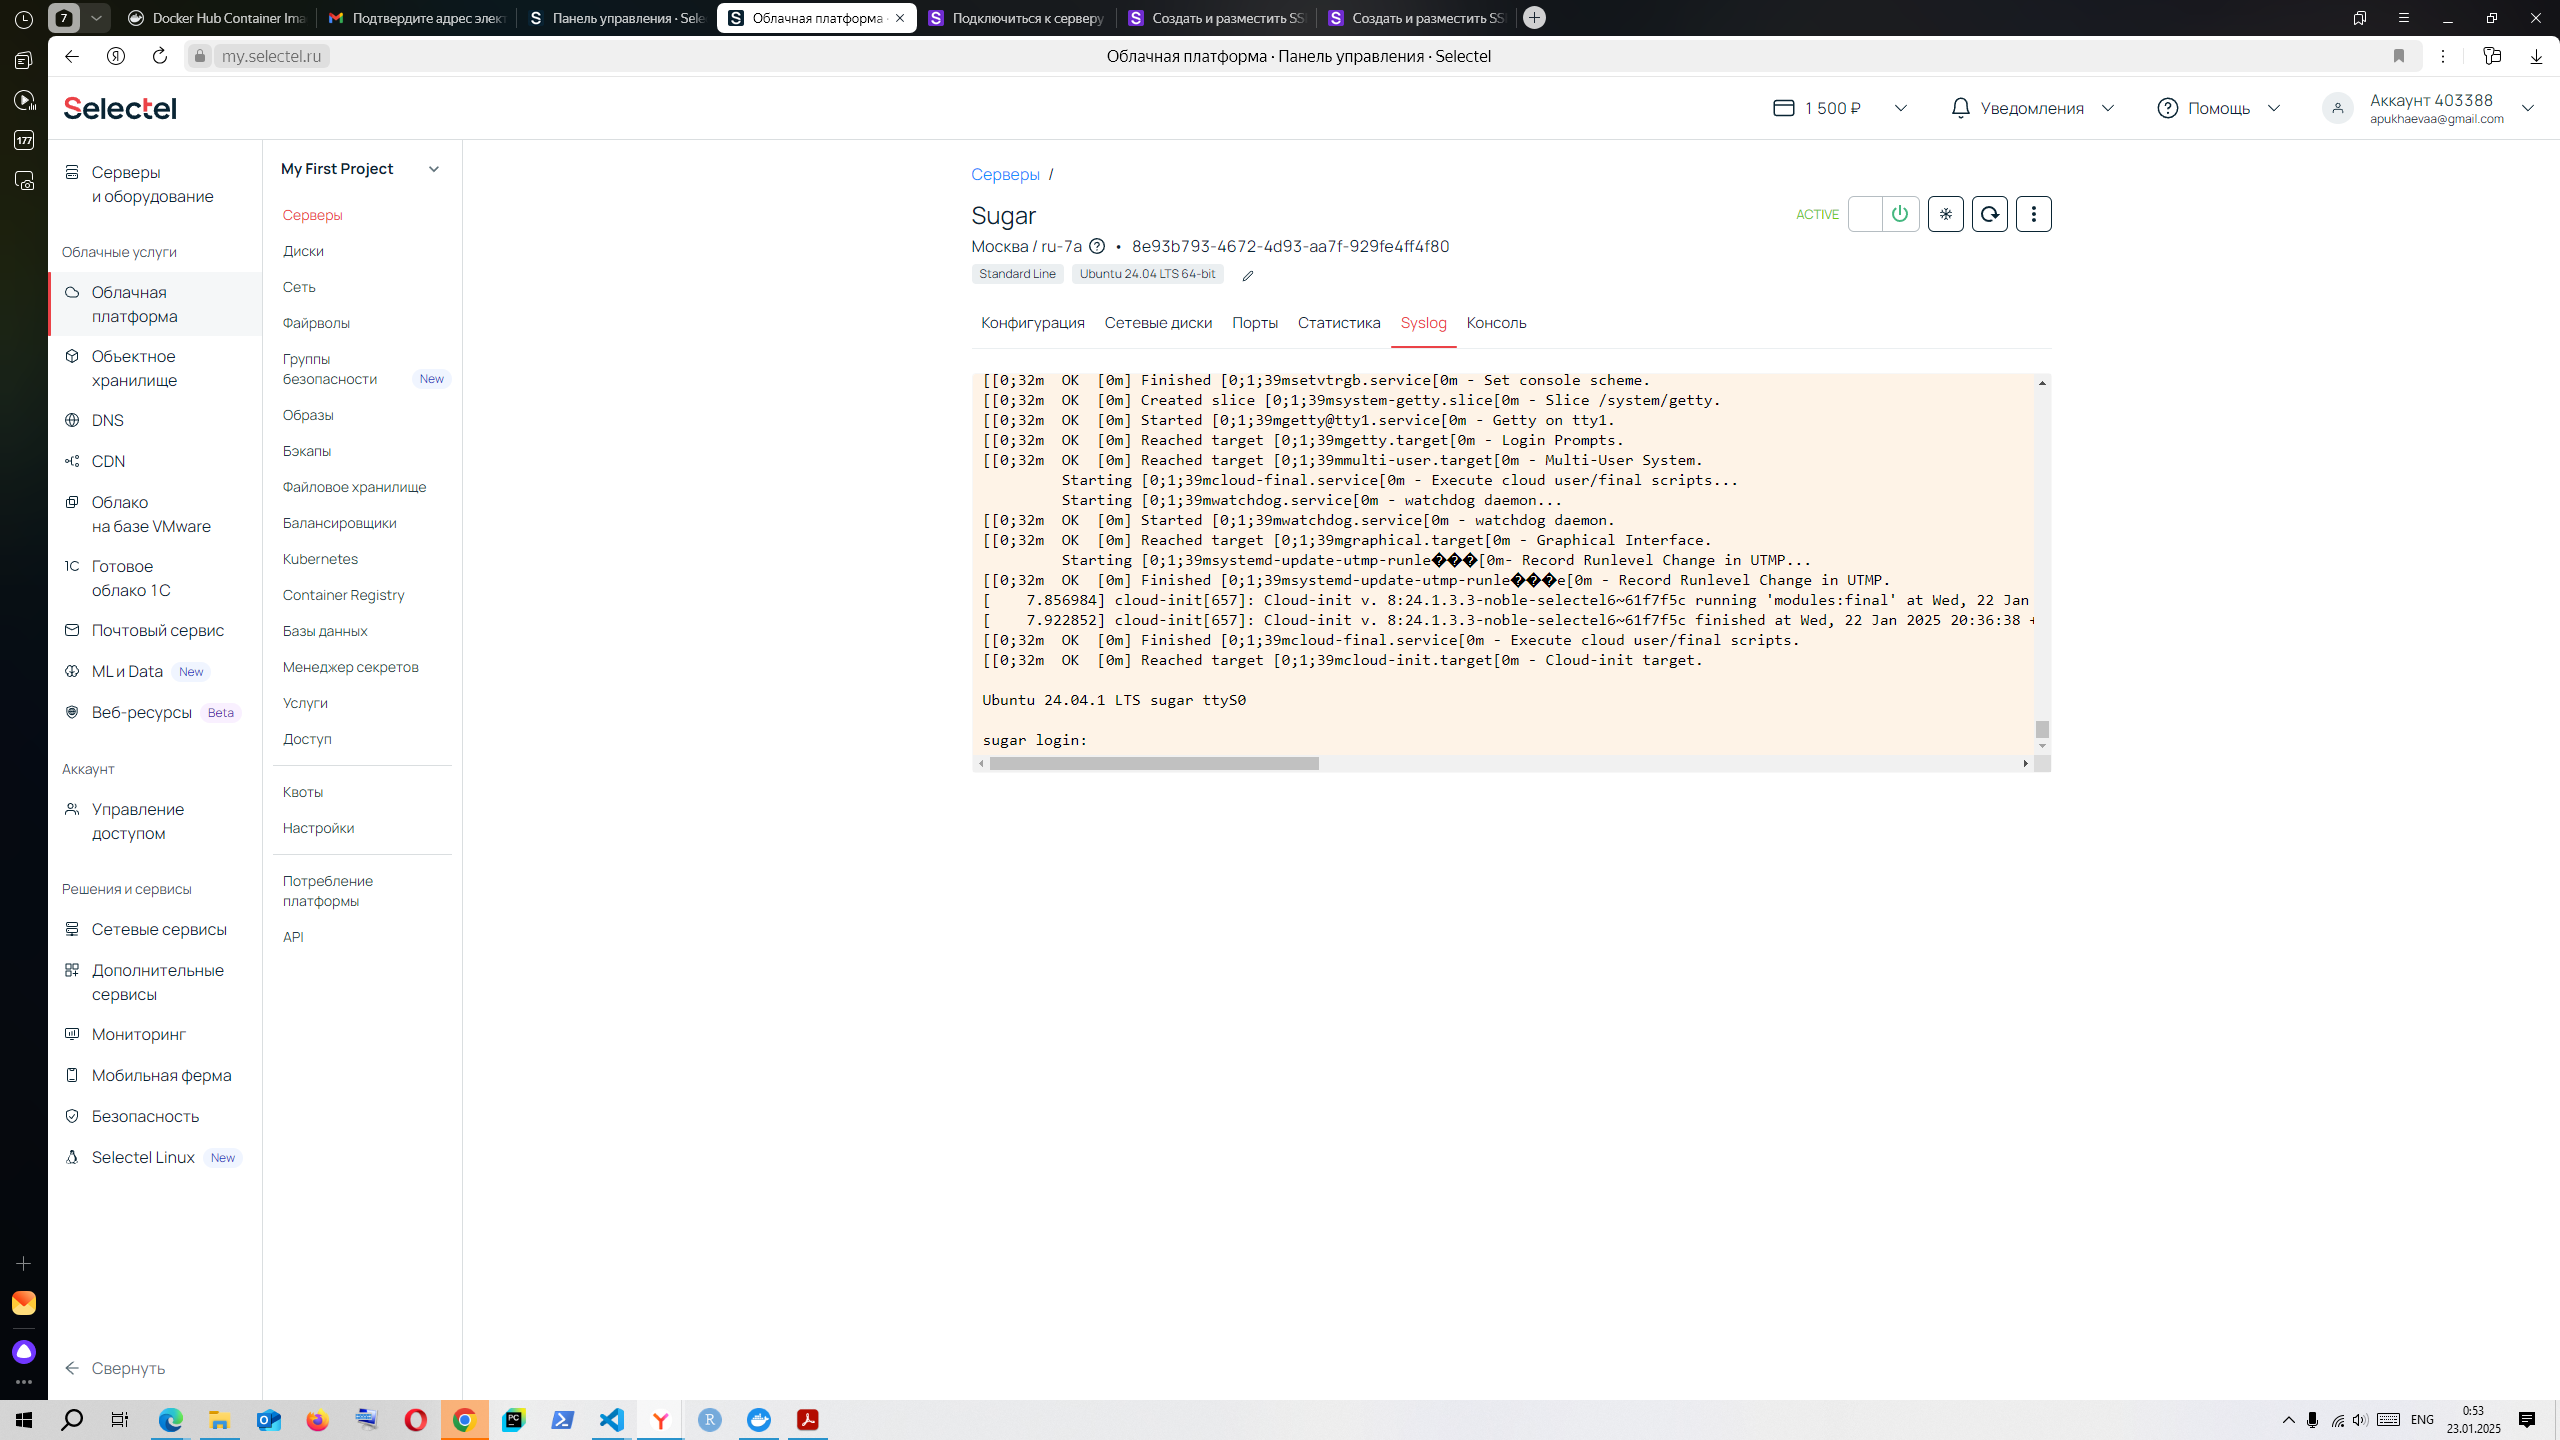 7
Docker Hub Container Ima
Подтвердите адрес элект
Панель управления · Sele
Облачная платформа ·
Подключиться к серверу
Создать и разместить SS
Создать и разместить SS
my.selectel.ru
Облачная платформа · Панель управления · Selectel
177
Selectel
1 500 ₽
Уведомления
Помощь
Аккаунт 403388
apukhaevaa@gmail.com
Серверы
и оборудование
Облачные услуги
Облачная
платформа
Объектное
хранилище
DNS
CDN
Облако
на базе VMware
1C
Готовое
облако 1С
Почтовый сервис
ML и Data New
Веб-ресурсы Beta
Аккаунт
Управление
доступом
Решения и сервисы
Сетевые сервисы
Дополнительные
сервисы
Мониторинг
Мобильная ферма
Безопасность
Selectel Linux New
Свернуть
My First Project
Серверы
Диски
Сеть
Файрволы
Группы
безопасности New
Образы
Бэкапы
Файловое хранилище
Балансировщики
Kubernetes
Container Registry
Базы данных
Менеджер секретов
Услуги
Доступ
Квоты
Настройки
Потребление
платформы
API
Серверы /
Sugar
ACTIVE
Москва / ru-7a • 8e93b793-4672-4d93-aa7f-929fe4ff4f80
Standard Line Ubuntu 24.04 LTS 64-bit
Конфигурация Сетевые диски Порты Статистика Syslog Консоль
[[0;32m  OK  [0m] Finished [0;1;39msetvtrgb.service[0m - Set console scheme.
[[0;32m  OK  [0m] Created slice [0;1;39msystem-getty.slice[0m - Slice /system/getty.
[[0;32m  OK  [0m] Started [0;1;39mgetty@tty1.service[0m - Getty on tty1.
[[0;32m  OK  [0m] Reached target [0;1;39mgetty.target[0m - Login Prompts.
[[0;32m  OK  [0m] Reached target [0;1;39mmulti-user.target[0m - Multi-User System.
Starting [0;1;39mcloud-final.service[0m - Execute cloud user/final scripts...
Starting [0;1;39mwatchdog.service[0m - watchdog daemon...
[[0;32m  OK  [0m] Started [0;1;39mwatchdog.service[0m - watchdog daemon.
[[0;32m  OK  [0m] Reached target [0;1;39mgraphical.target[0m - Graphical Interface.
Starting [0;1;39msystemd-update-utmp-runle���[0m- Record Runlevel Change in UTMP...
[[0;32m  OK  [0m] Finished [0;1;39msystemd-update-utmp-runle���e[0m - Record Runlevel Change in UTMP.
[    7.856984] cloud-init[657]: Cloud-init v. 8:24.1.3.3-noble-selectel6~61f7f5c running 'modules:final' at Wed, 22 Jan
[    7.922852] cloud-init[657]: Cloud-init v. 8:24.1.3.3-noble-selectel6~61f7f5c finished at Wed, 22 Jan 2025 20:36:38 +
[[0;32m  OK  [0m] Finished [0;1;39mcloud-final.service[0m - Execute cloud user/final scripts.
[[0;32m  OK  [0m] Reached target [0;1;39mcloud-init.target[0m - Cloud-init target.
Ubuntu 24.04.1 LTS sugar ttyS0
sugar login:
ENG
0:53
23.01.2025